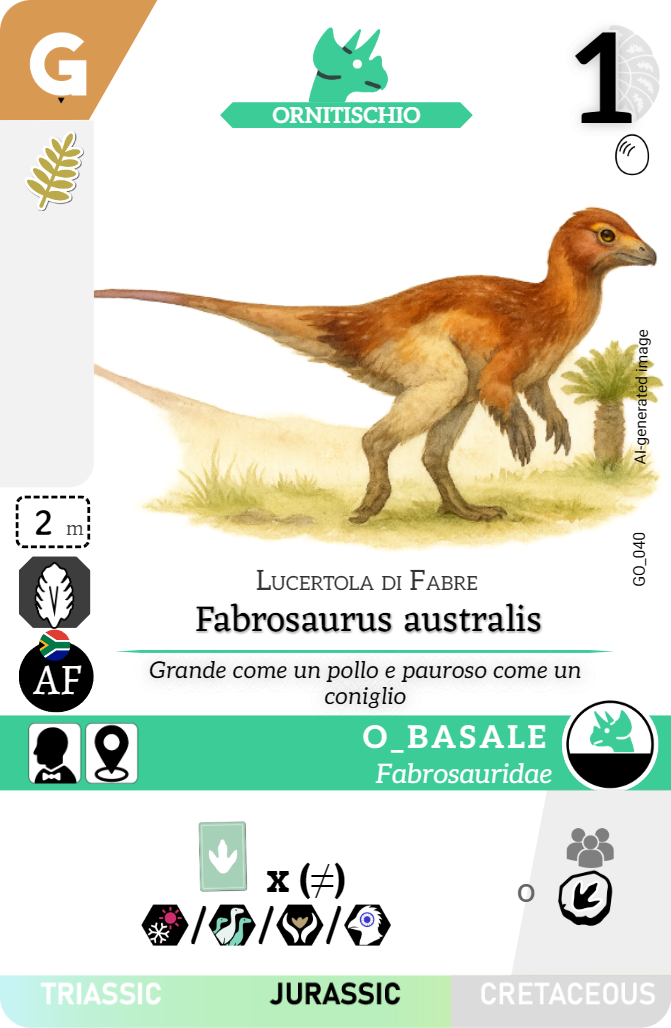 G
ORNITISCHIO
1
AI-generated image
GO_040
2 m
AF
Lucertola di Fabre
Fabrosaurus australis
Grande come un pollo e pauroso come un
coniglio
O_BASALE
Fabrosauridae
x (≠)
/ / /
O
TRIASSIC JURASSIC CRETACEOUS